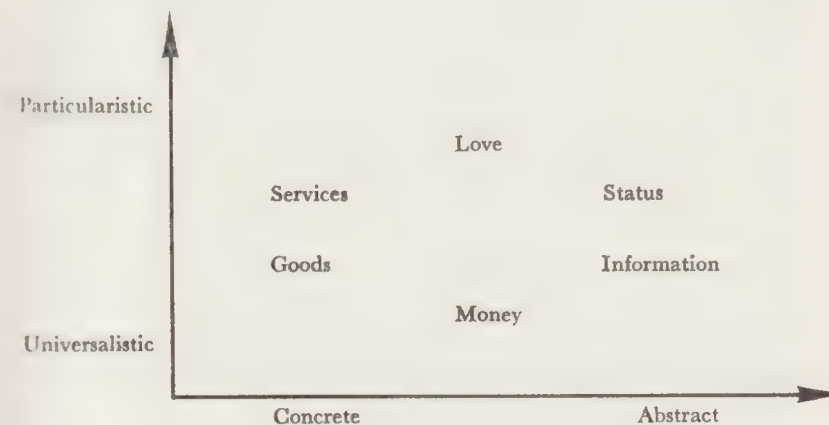 Particularistic
Love
Services Status
Goods Information
Money
Universalistic
Concrete Abstract